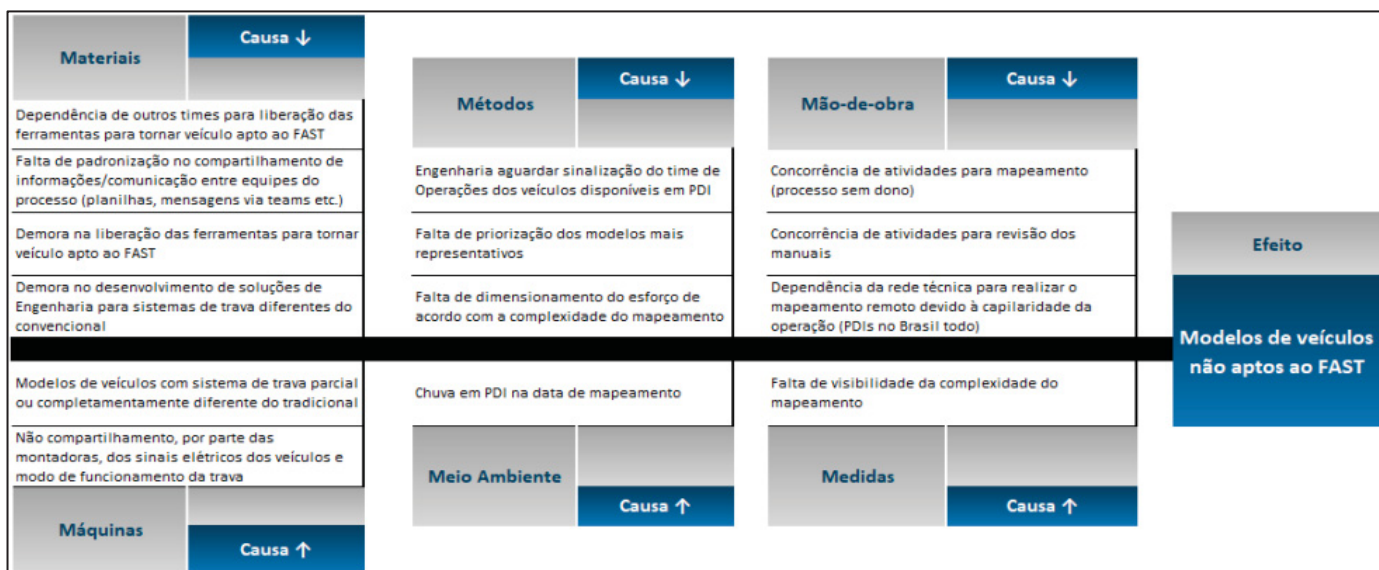 Materiais
Causa ↓
Dependência de outros times para liberação das
ferramentas para tornar veículo apto ao FAST
Falta de padronização no compartilhamento de
informações/comunicação entre equipes do
processo (planilhas, mensagens via teams etc.)
Demora na liberação das ferramentas para tornar
veículo apto ao FAST
Demora no desenvolvimento de soluções de
Engenharia para sistemas de trava diferentes do
convencional
Métodos
Causa ↓
Engenharia aguardar sinalização do time de
Operações dos veículos disponíveis em PDI
Falta de priorização dos modelos mais
representativos
Falta de dimensionamento do esforço de
acordo com a complexidade do mapeamento
Mão-de-obra
Causa ↓
Concorrência de atividades para mapeamento
(processo sem dono)
Concorrência de atividades para revisão dos
manuais
Dependência da rede técnica para realizar o
mapeamento remoto devido à capilaridade da
operação (PDIs no Brasil todo)
Efeito
Modelos de veículos
não aptos ao FAST
Modelos de veículos com sistema de trava parcial
ou completamentamente diferente do tradicional
Não compartilhamento, por parte das
montadoras, dos sinais elétricos dos veículos e
modo de funcionamento da trava
Máquinas
Causa ↑
Chuva em PDI na data de mapeamento
Meio Ambiente
Causa ↑
Falta de visibilidade da complexidade do
mapeamento
Medidas
Causa ↑